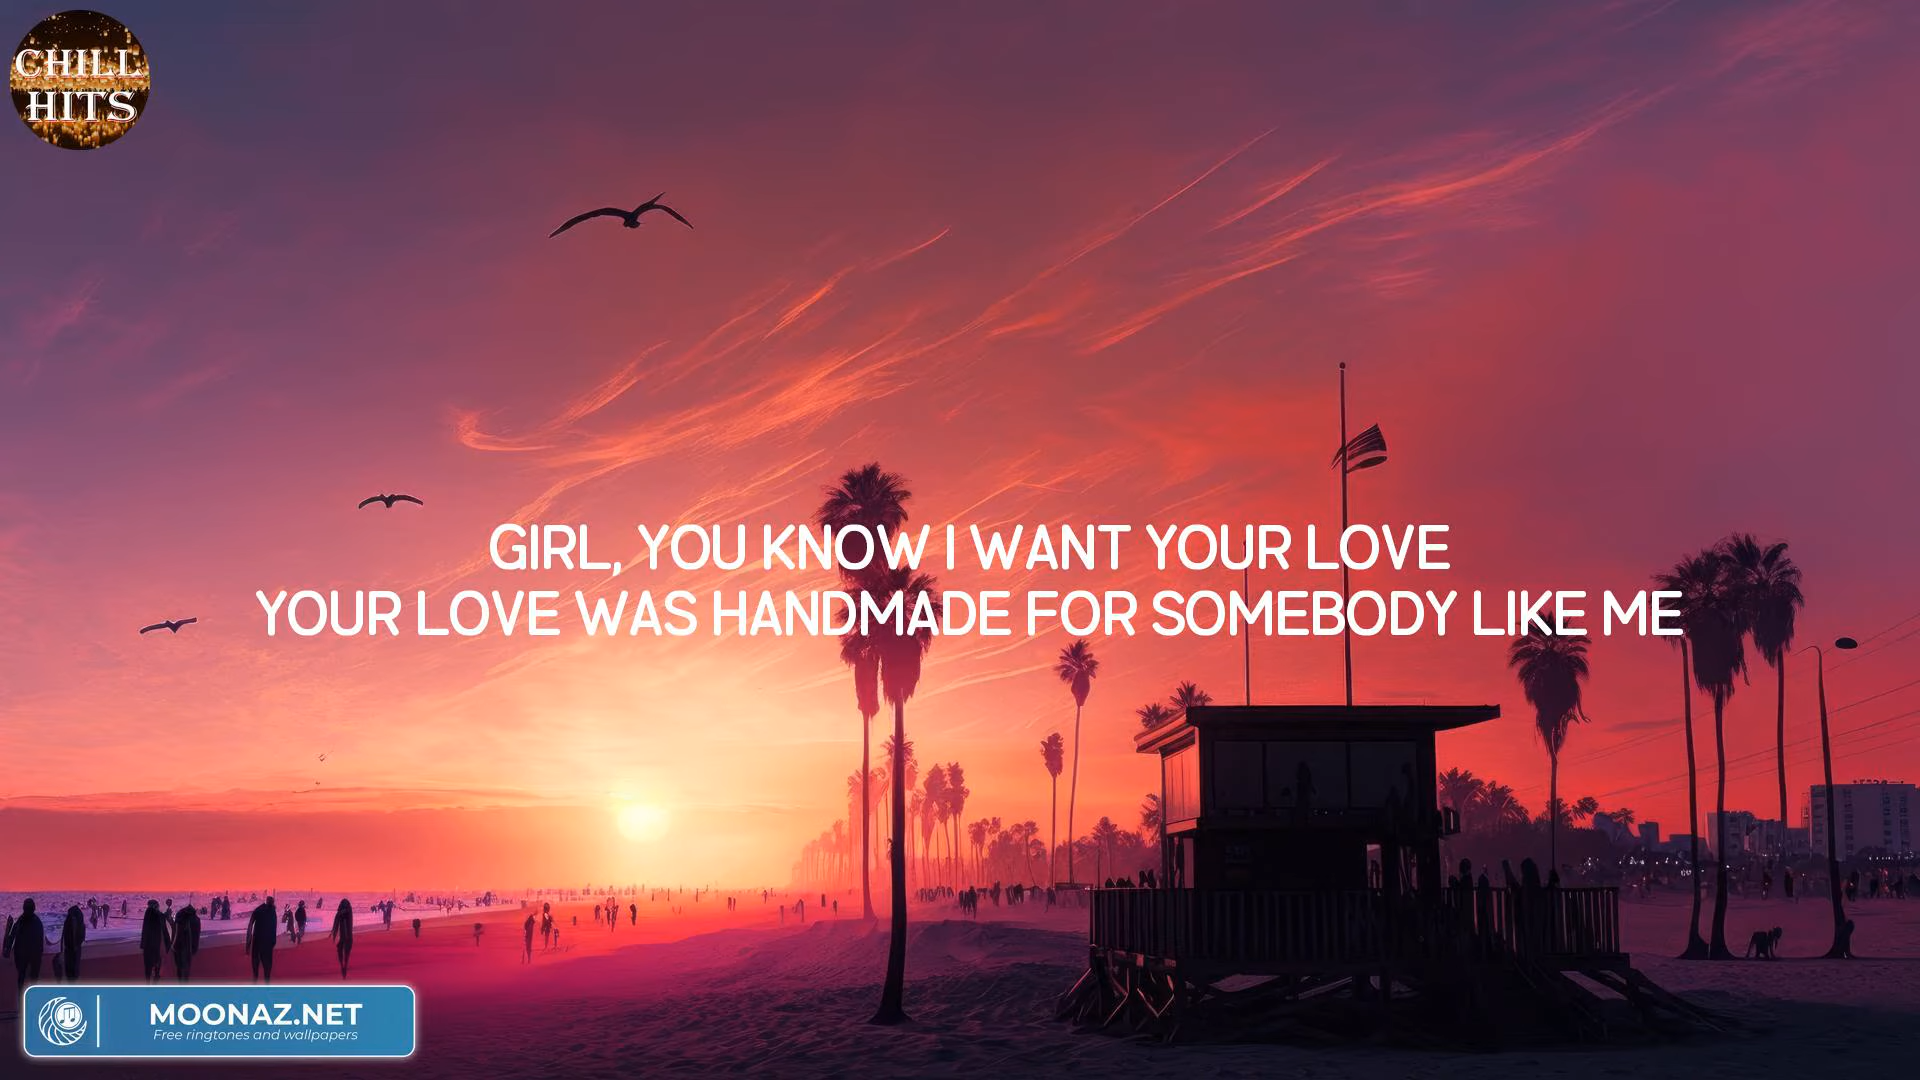 CHILL
HITS
GIRL, YOU KNOW I WANT YOUR LOVE
YOUR LOVE WAS HANDMADE FOR SOMEBODY LIKE ME
MOONAZ.NET
Free ringtones and wallpapers